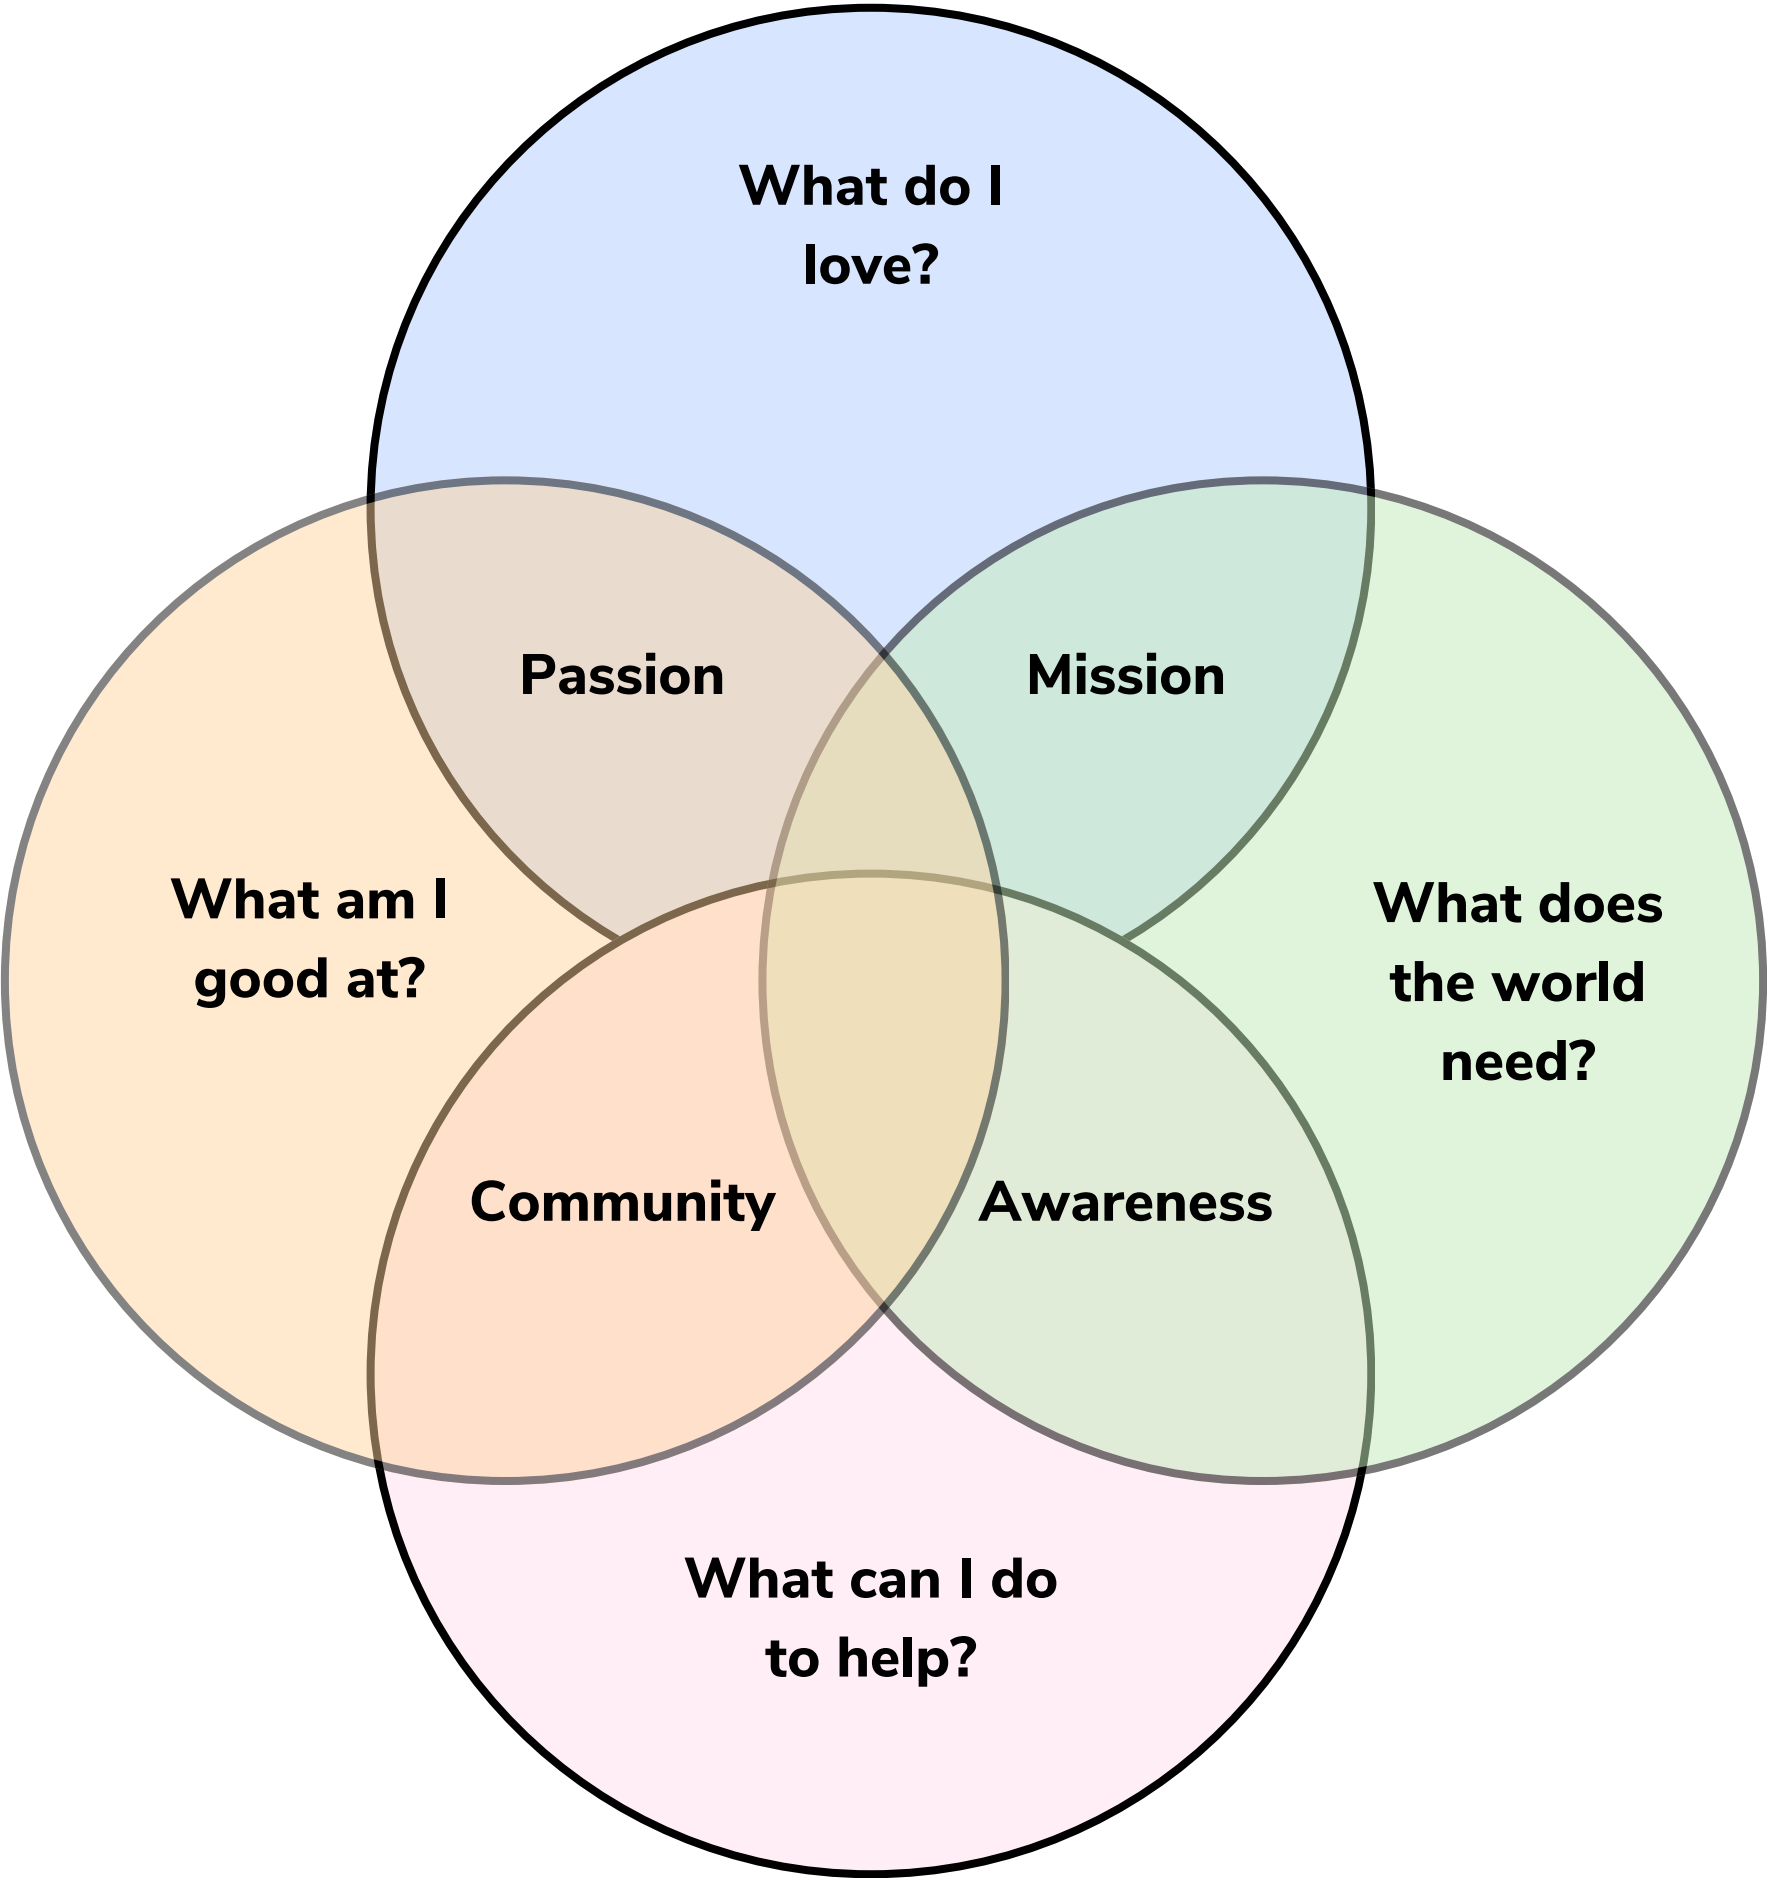 What do I
love?
Passion
Mission
What am I
good at?
What does
the world
need?
Community
Awareness
What can I do
to help?